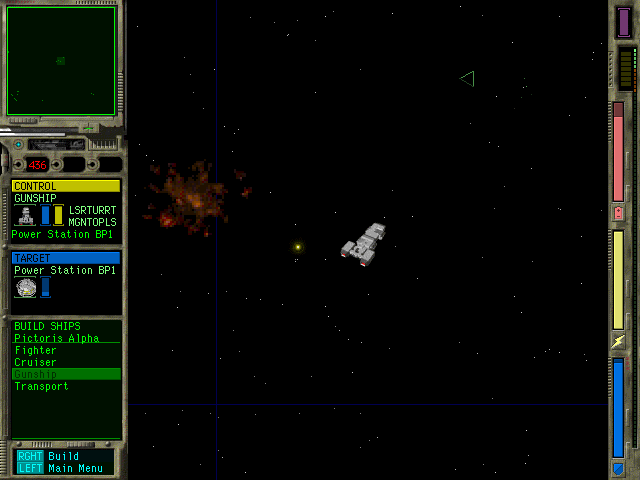 436
CONTROL
GUNSHIP
LSRTURRT
MGNTOPLS
Power Station BP1
TARGET
Power Station BP1
BUILD SHIPS
Pictoris Alpha
Fighter
Cruiser
Gunship
Transport
RGHT Build
LEFT Main Menu